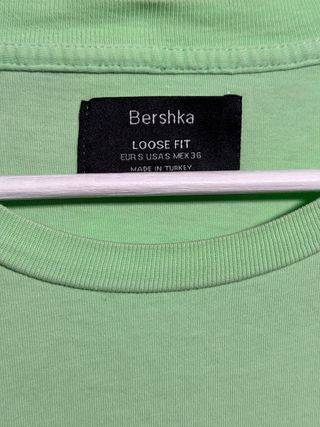 Bershka
LOOSE FIT
EUR S USA S MEX 36
MADE IN TURKEY